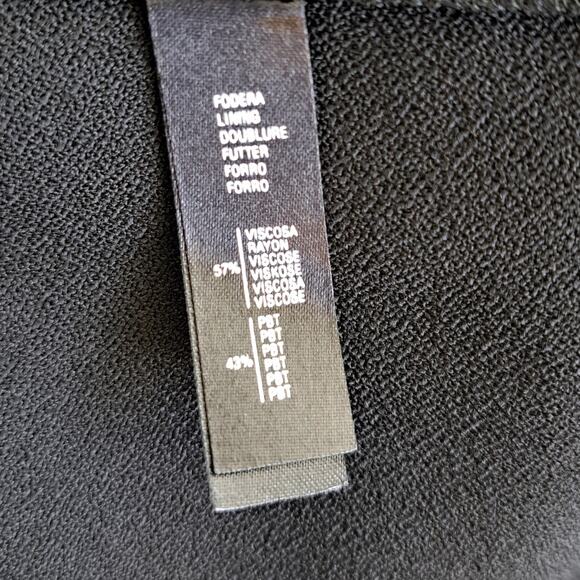 FODERA
LINING
DOUBLURE
FUTTER
FORRO
FORRO
57%
VISCOSA
RAYON
VISCOSE
VISKOSE
VISCOSA
VISCOSE
43%
PBT
PBT
PBT
PBT
PBT
PBT